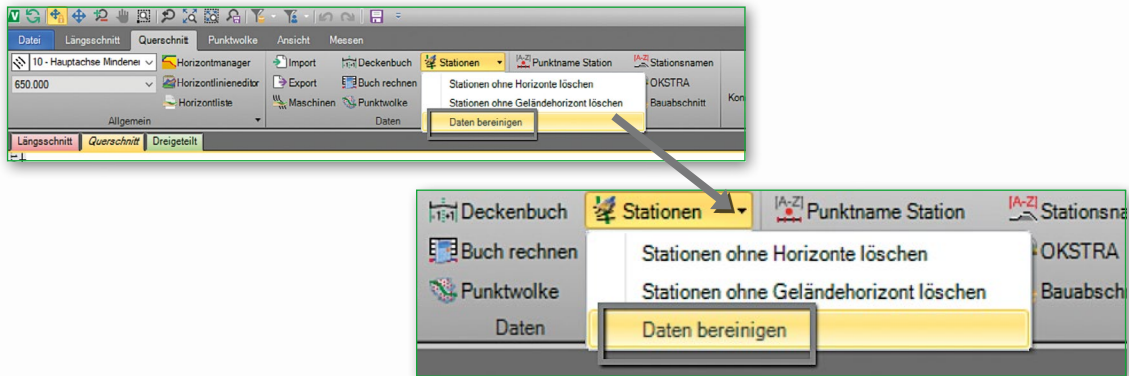 Datei Längsschnitt Querschnitt Punktwolke Ansicht Messen
10 - Hauptachse Mindener Horizontmanager Import Deckenbuch Stationen [A-Z] Punktname Station [A-Z] Stationsnamen
650.000 Horizontlinieneditor Export Buch rechnen Stationen ohne Horizonte löschen OKSTRA
Horizontliste Maschinen Punktwolke Stationen ohne Geländehorizont löschen Bauabschnitt Kon
Allgemein Daten Daten bereinigen
Längsschnitt Querschnitt Dreigeteilt
Deckenbuch Stationen [A-Z] Punktname Station [A-Z] Stationsna
Buch rechnen Stationen ohne Horizonte löschen OKSTRA
Punktwolke Stationen ohne Geländehorizont löschen Bauabsch
Daten Daten bereinigen